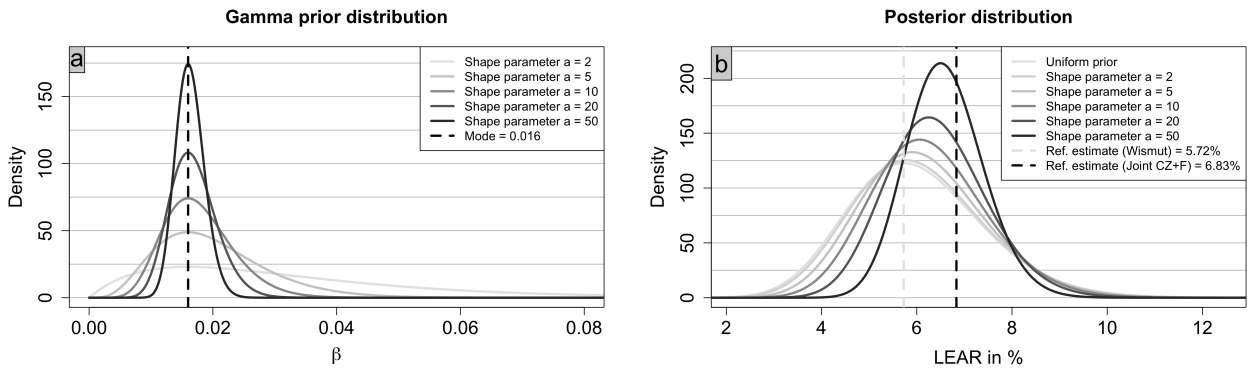 Gamma prior distribution
a
Shape parameter a = 2
Shape parameter a = 5
Shape parameter a = 10
Shape parameter a = 20
Shape parameter a = 50
Mode = 0.016
Density
0
50
100
150
0.00 0.02 0.04 0.06 0.08
β
Posterior distribution
b
Uniform prior
Shape parameter a = 2
Shape parameter a = 5
Shape parameter a = 10
Shape parameter a = 20
Shape parameter a = 50
Ref. estimate (Wismut) = 5.72%
Ref. estimate (Joint CZ+F) = 6.83%
Density
0
50
100
150
200
2 4 6 8 10 12
LEAR in %